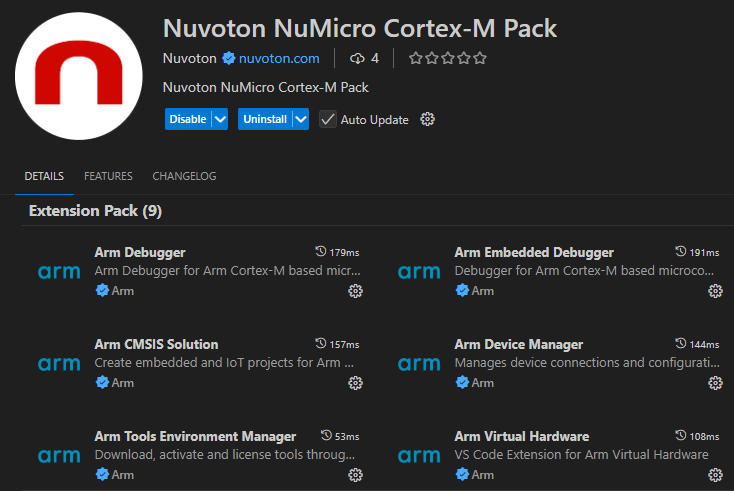 Nuvoton NuMicro Cortex-M Pack
Nuvoton nuvoton.com 4
Nuvoton NuMicro Cortex-M Pack
Disable Uninstall Auto Update
DETAILS FEATURES CHANGELOG
Extension Pack (9)
Arm Debugger 179ms
arm Arm Debugger for Arm Cortex-M based micr...
Arm
Arm Embedded Debugger 191ms
arm Debugger for Arm Cortex-M based microco...
Arm
Arm CMSIS Solution 157ms
arm Create embedded and IoT projects for Arm ...
Arm
Arm Device Manager 144ms
arm Manages device connections and configurati...
Arm
Arm Tools Environment Manager 53ms
arm Download, activate and license tools throug...
Arm
Arm Virtual Hardware 108ms
arm VS Code Extension for Arm Virtual Hardware
Arm